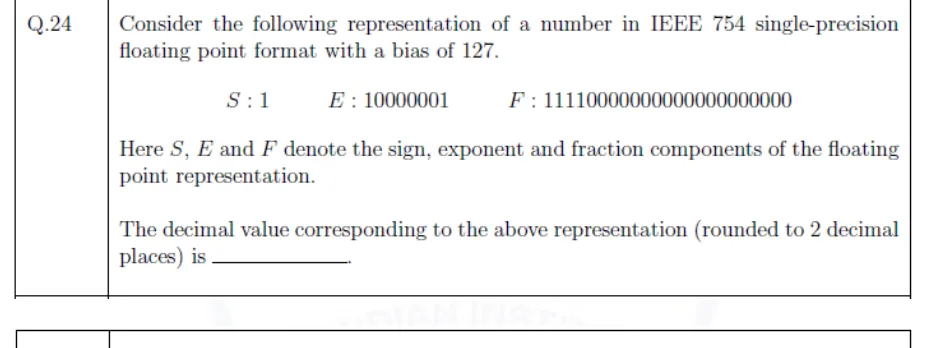 Q.24
Consider the following representation of a number in IEEE 754 single-precision
floating point format with a bias of 127.
S : 1 E : 10000001 F : 11110000000000000000000
Here S, E and F denote the sign, exponent and fraction components of the floating
point representation.
The decimal value corresponding to the above representation (rounded to 2 decimal
places) is ____________.